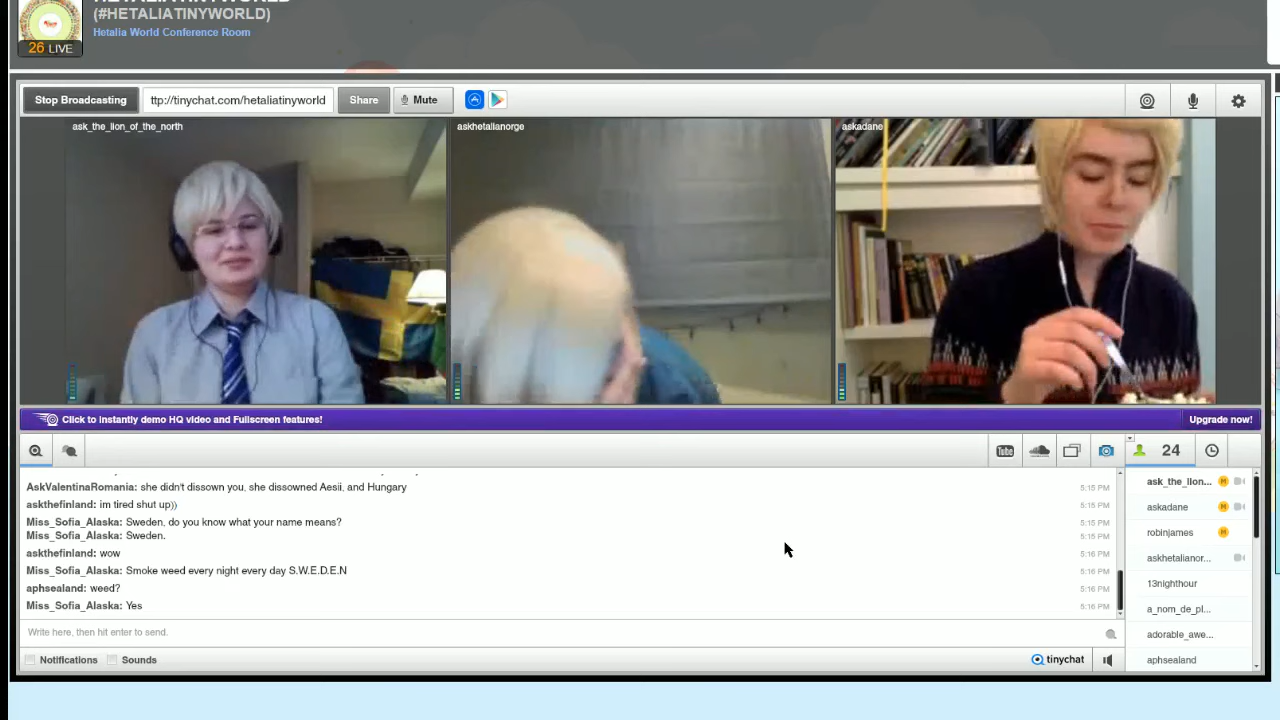 HETALIATINYWORLD
(#HETALIATINYWORLD)
Hetalia World Conference Room
26 LIVE
Stop Broadcasting
ttp://tinychat.com/hetaliatinyworld
Share
Mute
ask_the_lion_of_the_north
askhetalianorge
askadane
Click to instantly demo HQ video and Fullscreen features!
Upgrade now!
You Tube
24
AskValentinaRomania: she didn't dissown you, she dissowned Aesii, and Hungary 5:15 PM
askthefinland: im tired shut up)) 5:15 PM
Miss_Sofia_Alaska: Sweden, do you know what your name means? 5:15 PM
Miss_Sofia_Alaska: Sweden. 5:15 PM
askthefinland: wow 5:16 PM
Miss_Sofia_Alaska: Smoke weed every night every day S.W.E.D.E.N 5:16 PM
aphsealand: weed? 5:16 PM
Miss_Sofia_Alaska: Yes 5:16 PM
ask_the_lion... M
askadane M
robinjames M
askhetalianor...
13nighthour
a_nom_de_pl...
adorable_awe...
aphsealand
Write here, then hit enter to send.
Notifications
Sounds
tinychat